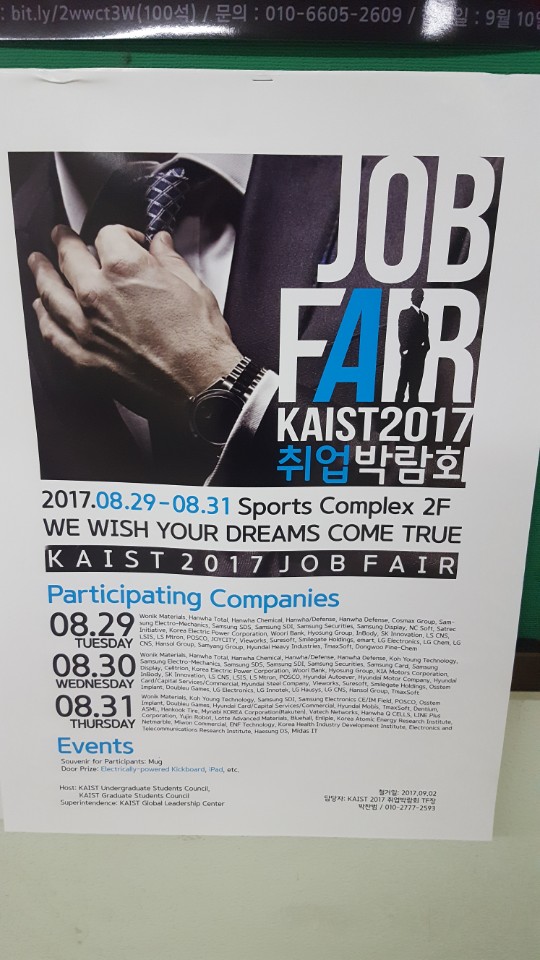 : bit.ly/2wwct3W(100석) / 문의 : 010-6605-2609 / 일 : 9월 10일
JOB
FAIR
KAIST2017
취업박람회
2017.08.29-08.31 Sports Complex 2F
WE WISH YOUR DREAMS COME TRUE
KAIST 2017 JOB FAIR
Participating Companies
08.29
TUESDAY
Wonik Materials, Hanwha Total, Hanwha Chemical, Hanwha/Defense, Hanwha Defense, Cosmax Group, Sam-
sung Electro-Mechanics, Samsung SDS, Samsung SDI, Samsung Securities, Samsung Display, NC Soft, Satrec
Initiative, Korea Electric Power Corporation, Woori Bank, Hyosung Group, InBody, SK Innovation, LS CNS,
LSIS, LS Mtron, POSCO, JOYCITY, Vieworks, Sunesoft, Smilegate Holdings, emart, LG Electronics, LG Chem, LG
CNS, Hansol Group, Samyang Group, Hyundai Heavy Industries, TmaxSoft, Dongwoo Fine-Chem
08.30
WEDNESDAY
Wonik Materials, Hanwha Total, Hanwha Chemical, Hanwha/Defense, Hanwha Defense, Koh Young Technology,
Samsung Electro-Mechanics, Samsung SDS, Samsung SDI, Samsung Securities, Samsung Card, Samsung
Display, Celltrion, Korea Electric Power Corporation, Woori Bank, Hyosung Group, KIA Motors Corporation,
InBody, SK Innovation, LS CNS, LSIS, LS Mtron, POSCO, Hyundai Autoever, Hyundai Motor Company, Hyundai
Card/Capital Services/Commercial, Hyundai Steel Company, Vieworks, Suresoft, Smilegate Holdings, Osstem
Implant, Doubleu Games, LG Electronics, LG Innotek, LG Hausys, LG CNS, Hansol Group, TmaxSoft
08.31
THURSDAY
Wonik Materials, Koh Young Technology, Samsung SDS, Samsung SDI, Samsung Electronics CE/IM Field, POSCO, Osstem
Implant, Doubleu Games, Hyundai Card/Capital Services/Commercial, Hyundai Mobis, TmaxSoft, Dentium,
ASML, Hankook Tire, Mynabi KOREA Corporation(Rakuten), Vatech Networks, Hanwha Q CELLS, LINE Plus
Corporation, Yujin Robot, Lotte Advanced Materials, Bluehall, Enliple, Korea Atomic Energy Research Institute,
Netmarble, Miwon Commercial, ENF Technology, Korea Health Industry Development Institute, Electronics and
Telecommunications Research Institute, Haesung DS, Midas IT
Events
Souvenir for Participants: Mug
Door Prize: Electrically-powered Kickboard, iPad, etc.
Host: KAIST Undergraduate Students Council,
KAIST Graduate Students Council
Superintendence: KAIST Global Leadership Center
철거일: 2017.09.02
담당자: KAIST 2017 취업박람회 TF장
박한범 / 010-2777-2593